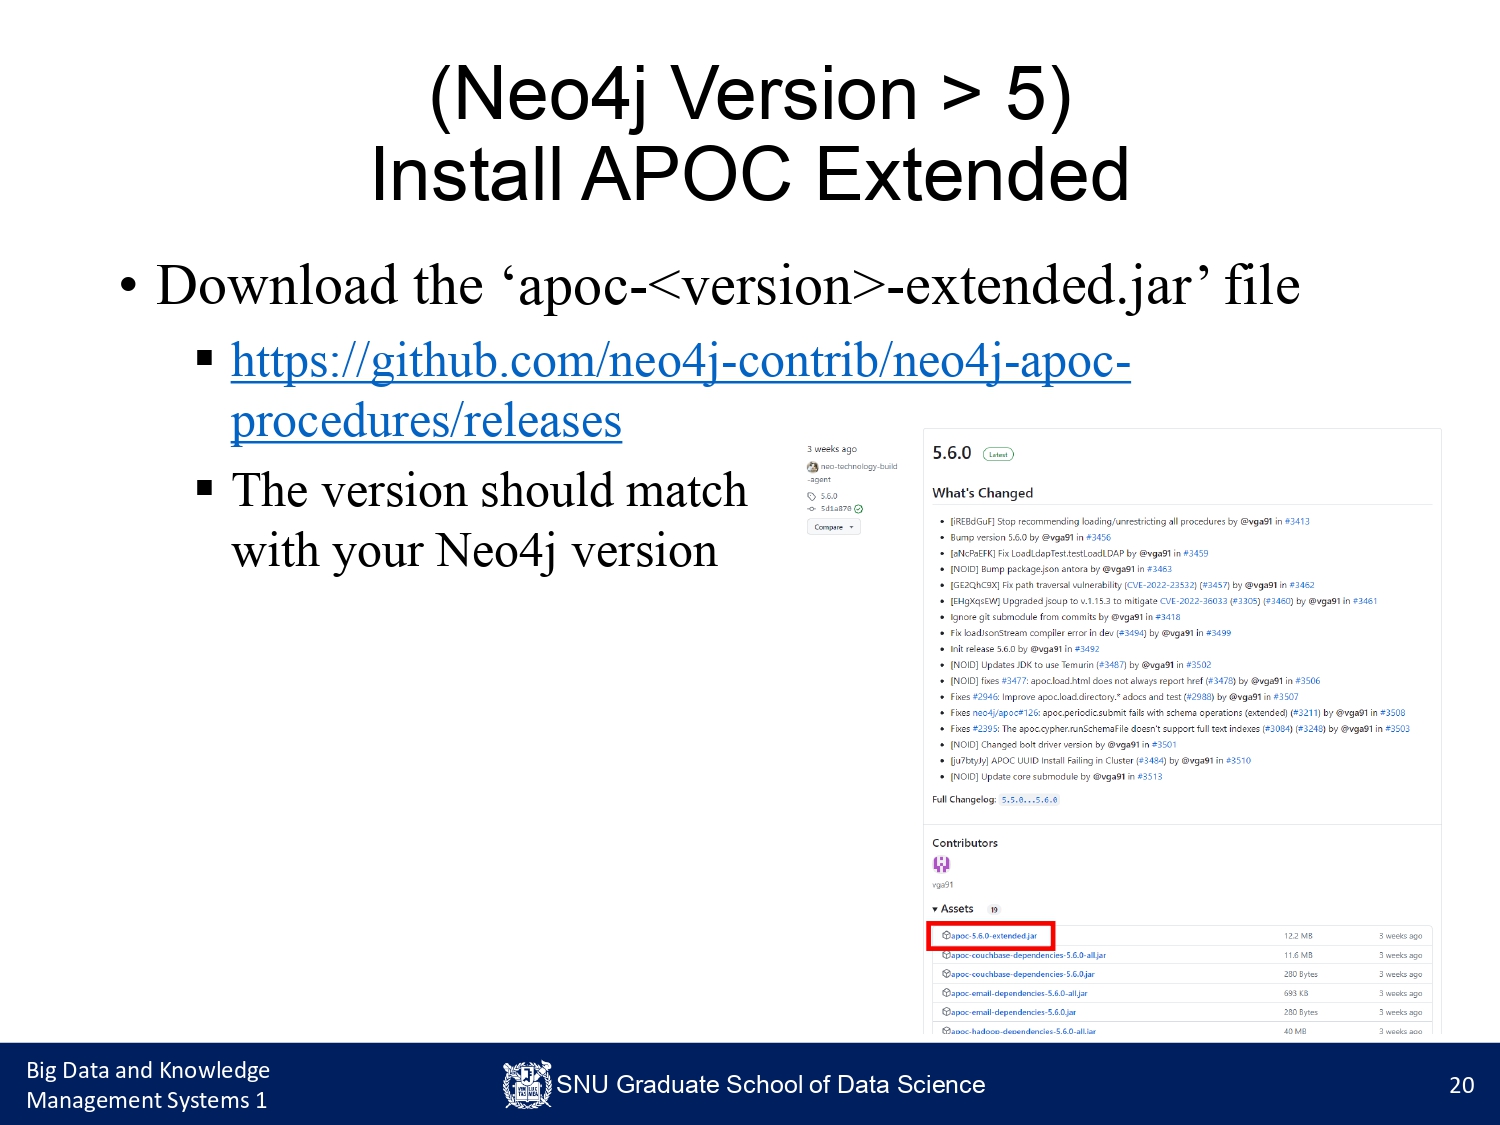 (Neo4j Version > 5)
Install APOC Extended
• Download the ‘apoc-<version>-extended.jar’ file
▪ https://github.com/neo4j-contrib/neo4j-apoc-
procedures/releases
▪ The version should match
with your Neo4j version
3 weeks ago
neo-technology-build
-agent
5.6.0
5d1a870
Compare
5.6.0 Latest
What's Changed
• [iREBdGuF] Stop recommending loading/unrestricting all procedures by @vga91 in #3413
• Bump version 5.6.0 by @vga91 in #3456
• [aNcPaEFK] Fix LoadLdapTest.testLoadLDAP by @vga91 in #3459
• [NOID] Bump package.json antora by @vga91 in #3463
• [GE2QhC9X] Fix path traversal vulnerability (CVE-2022-23532) (#3457) by @vga91 in #3462
• [EHgXqsEW] Upgraded jsoup to v.1.15.3 to mitigate CVE-2022-36033 (#3305) (#3460) by @vga91 in #3461
• Ignore git submodule from commits by @vga91 in #3418
• Fix loadJsonStream compiler error in dev (#3494) by @vga91 in #3499
• Init release 5.6.0 by @vga91 in #3492
• [NOID] Updates JDK to use Temurin (#3487) by @vga91 in #3502
• [NOID] fixes #3477: apoc.load.html does not always report href (#3478) by @vga91 in #3506
• Fixes #2946: Improve apoc.load.directory.* adocs and test (#2988) by @vga91 in #3507
• Fixes neo4j/apoc#126: apoc.periodic.submit fails with schema operations (extended) (#3211) by @vga91 in #3508
• Fixes #2395: The apoc.cypher.runSchemaFile doesn't support full text indexes (#3084) (#3248) by @vga91 in #3503
• [NOID] Changed bolt driver version by @vga91 in #3501
• [ju7btyJy] APOC UUID Install Failing in Cluster (#3484) by @vga91 in #3510
• [NOID] Update core submodule by @vga91 in #3513
Full Changelog: 5.5.0...5.6.0
Contributors
vga91
Assets 19
apoc-5.6.0-extended.jar 12.2 MB 3 weeks ago
apoc-couchbase-dependencies-5.6.0-all.jar 11.6 MB 3 weeks ago
apoc-couchbase-dependencies-5.6.0.jar 280 Bytes 3 weeks ago
apoc-email-dependencies-5.6.0-all.jar 693 KB 3 weeks ago
apoc-email-dependencies-5.6.0.jar 280 Bytes 3 weeks ago
apoc-hadoop-dependencies-5.6.0-all.jar 40 MB 3 weeks ago
Big Data and Knowledge
Management Systems 1
SNU Graduate School of Data Science
20